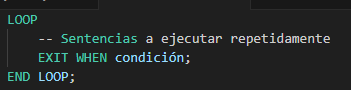 LOOP
-- Sentencias a ejecutar repetidamente
EXIT WHEN condición;
END LOOP;